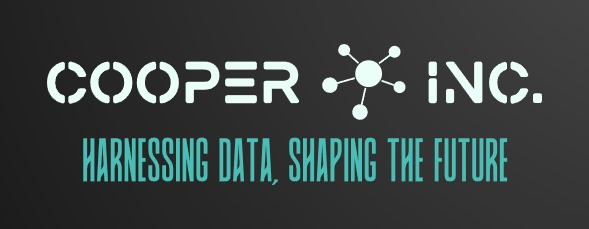 COOPER INC.
HARNESSING DATA, SHAPING THE FUTURE